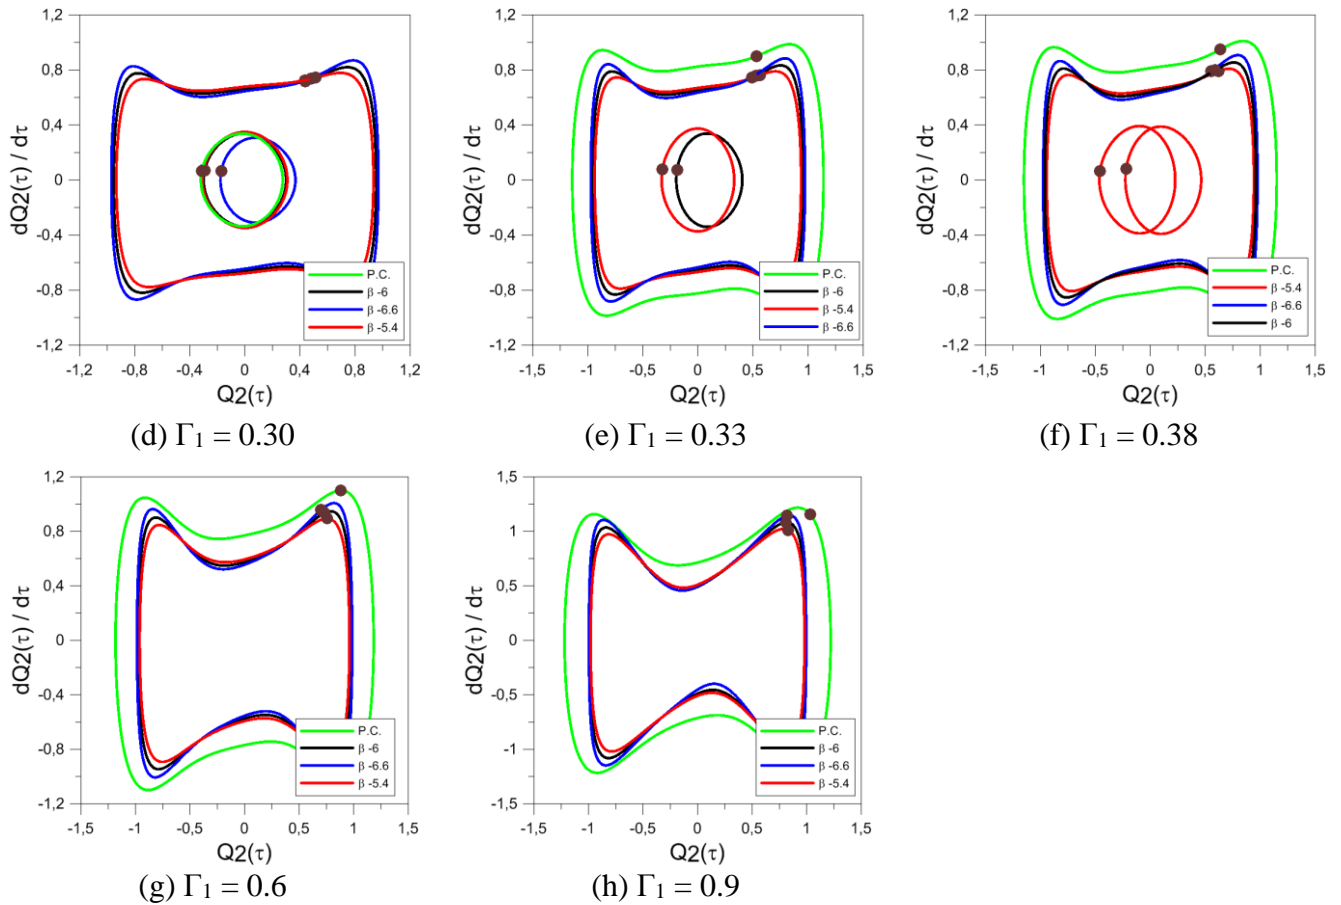 1,2
0,8
0,4
0
-0,4
-0,8
-1,2
dQ2(τ) / dτ
-1,2 -0,8 -0,4 0 0,4 0,8 1,2
Q2(τ)
P.C.
β -6
β -6.6
β -5.4
(d) Γ1 = 0.30
1,2
0,8
0,4
0
-0,4
-0,8
-1,2
dQ2(τ) / dτ
-1,5 -1 -0,5 0 0,5 1 1,5
Q2(τ)
P.C.
β -6
β -5.4
β -6.6
(e) Γ1 = 0.33
1,2
0,8
0,4
0
-0,4
-0,8
-1,2
dQ2(τ) / dτ
-1,5 -1 -0,5 0 0,5 1 1,5
Q2(τ)
P.C.
β -5.4
β -6.6
β -6
(f) Γ1 = 0.38
1,2
0,8
0,4
0
-0,4
-0,8
-1,2
dQ2(τ) / dτ
-1,5 -1 -0,5 0 0,5 1 1,5
Q2(τ)
P.C.
β -6
β -6.6
β -5.4
(g) Γ1 = 0.6
1,5
1
0,5
0
-0,5
-1
-1,5
dQ2(τ) / dτ
-1,5 -1 -0,5 0 0,5 1 1,5
Q2(τ)
P.C.
β -6
β -6.6
β -5.4
(h) Γ1 = 0.9